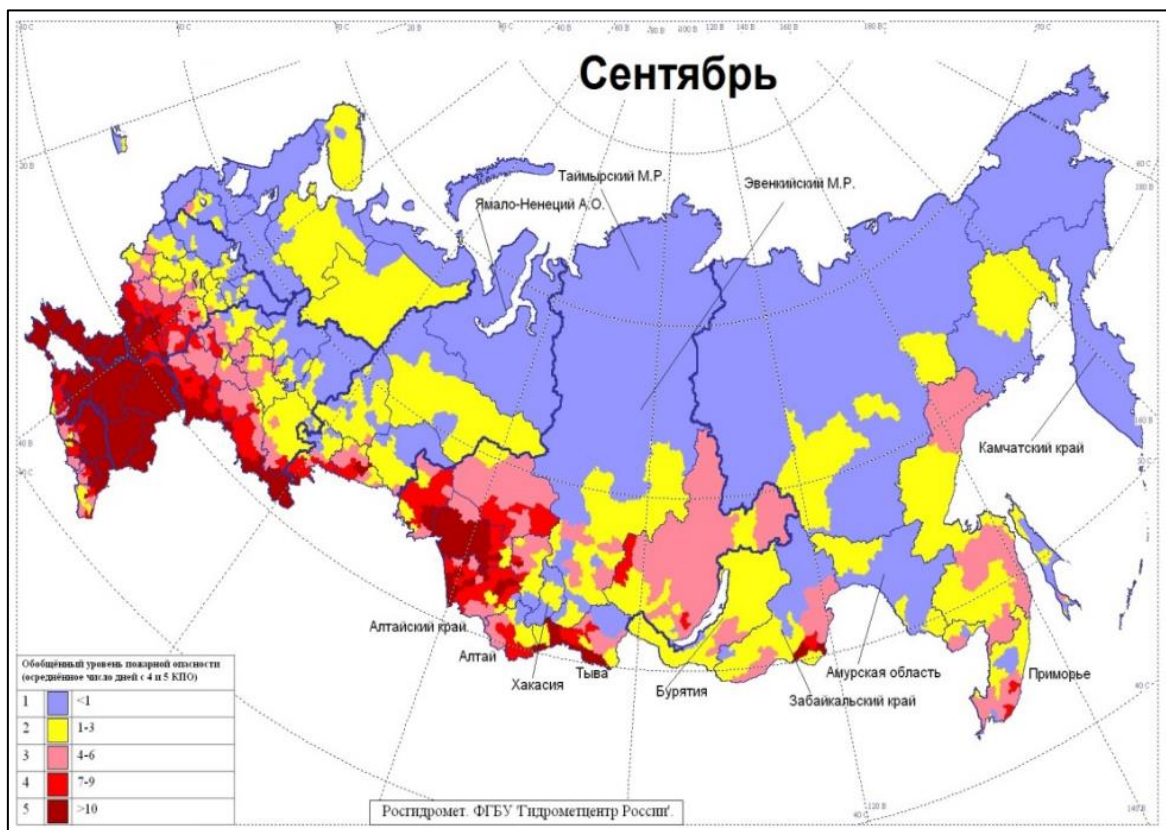 Сентябрь
Таймырский М.Р.
Эвенкийский М.Р.
Ямало-Ненеций А.О.
Камчатский край
Алтайский край
Алтай
Хакасия
Тыва
Бурятия
Забайкальский край
Амурская область
Приморье
Обобщённый уровень пожарной опасности
(осреднённое число дней с 4 и 5 КПО)
1 <1
2 1-3
3 4-6
4 7-9
5 >10
Росгидромет. ФГБУ 'Гидрометцентр России'.